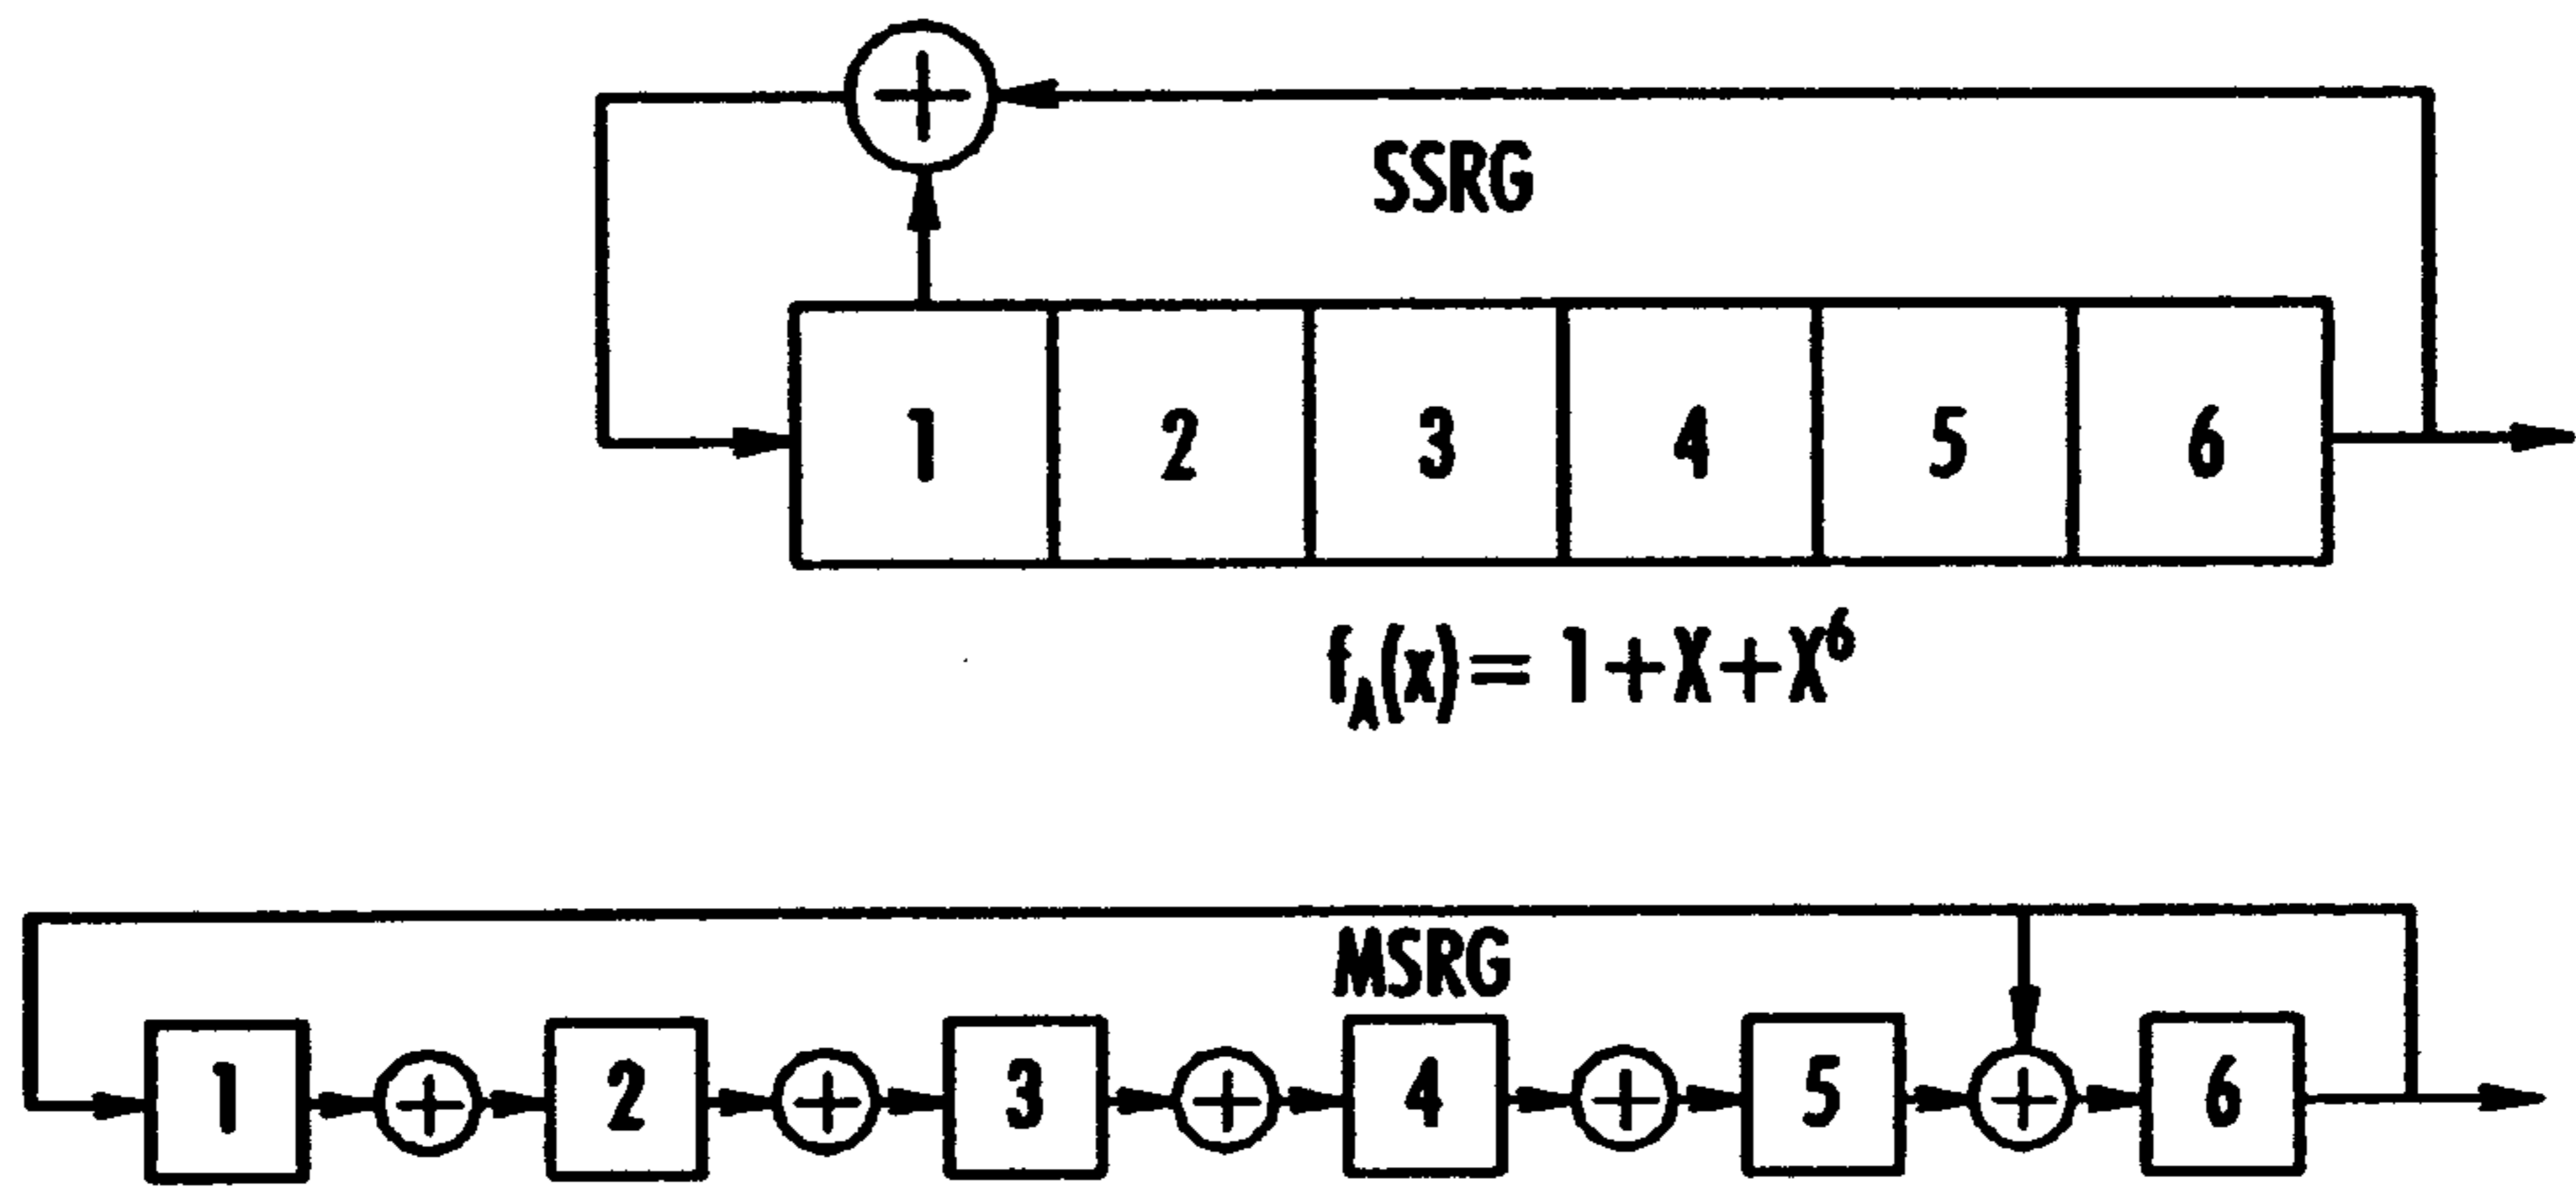 SSRG
1 2 3 4 5 6
f_A(x) = 1+X+X^6
MSRG
1 + 2 + 3 + 4 + 5 + 6